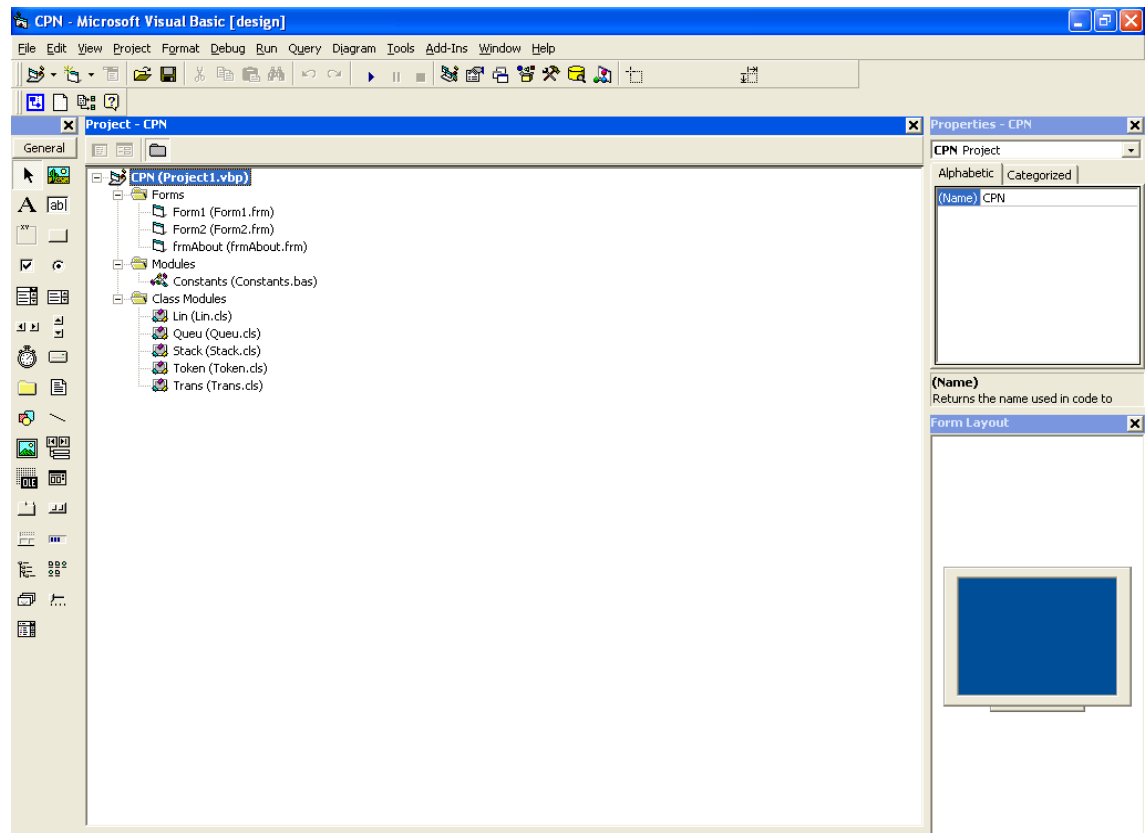 CPN - Microsoft Visual Basic [design]
File Edit View Project Format Debug Run Query Diagram Tools Add-Ins Window Help
General
Project - CPN
CPN (Project1.vbp)
Forms
Form1 (Form1.frm)
Form2 (Form2.frm)
frmAbout (frmAbout.frm)
Modules
Constants (Constants.bas)
Class Modules
Lin (Lin.cls)
Queu (Queu.cls)
Stack (Stack.cls)
Token (Token.cls)
Trans (Trans.cls)
Properties - CPN
CPN Project
Alphabetic Categorized
(Name) CPN
(Name)
Returns the name used in code to
Form Layout
A ab|
XY
OLE